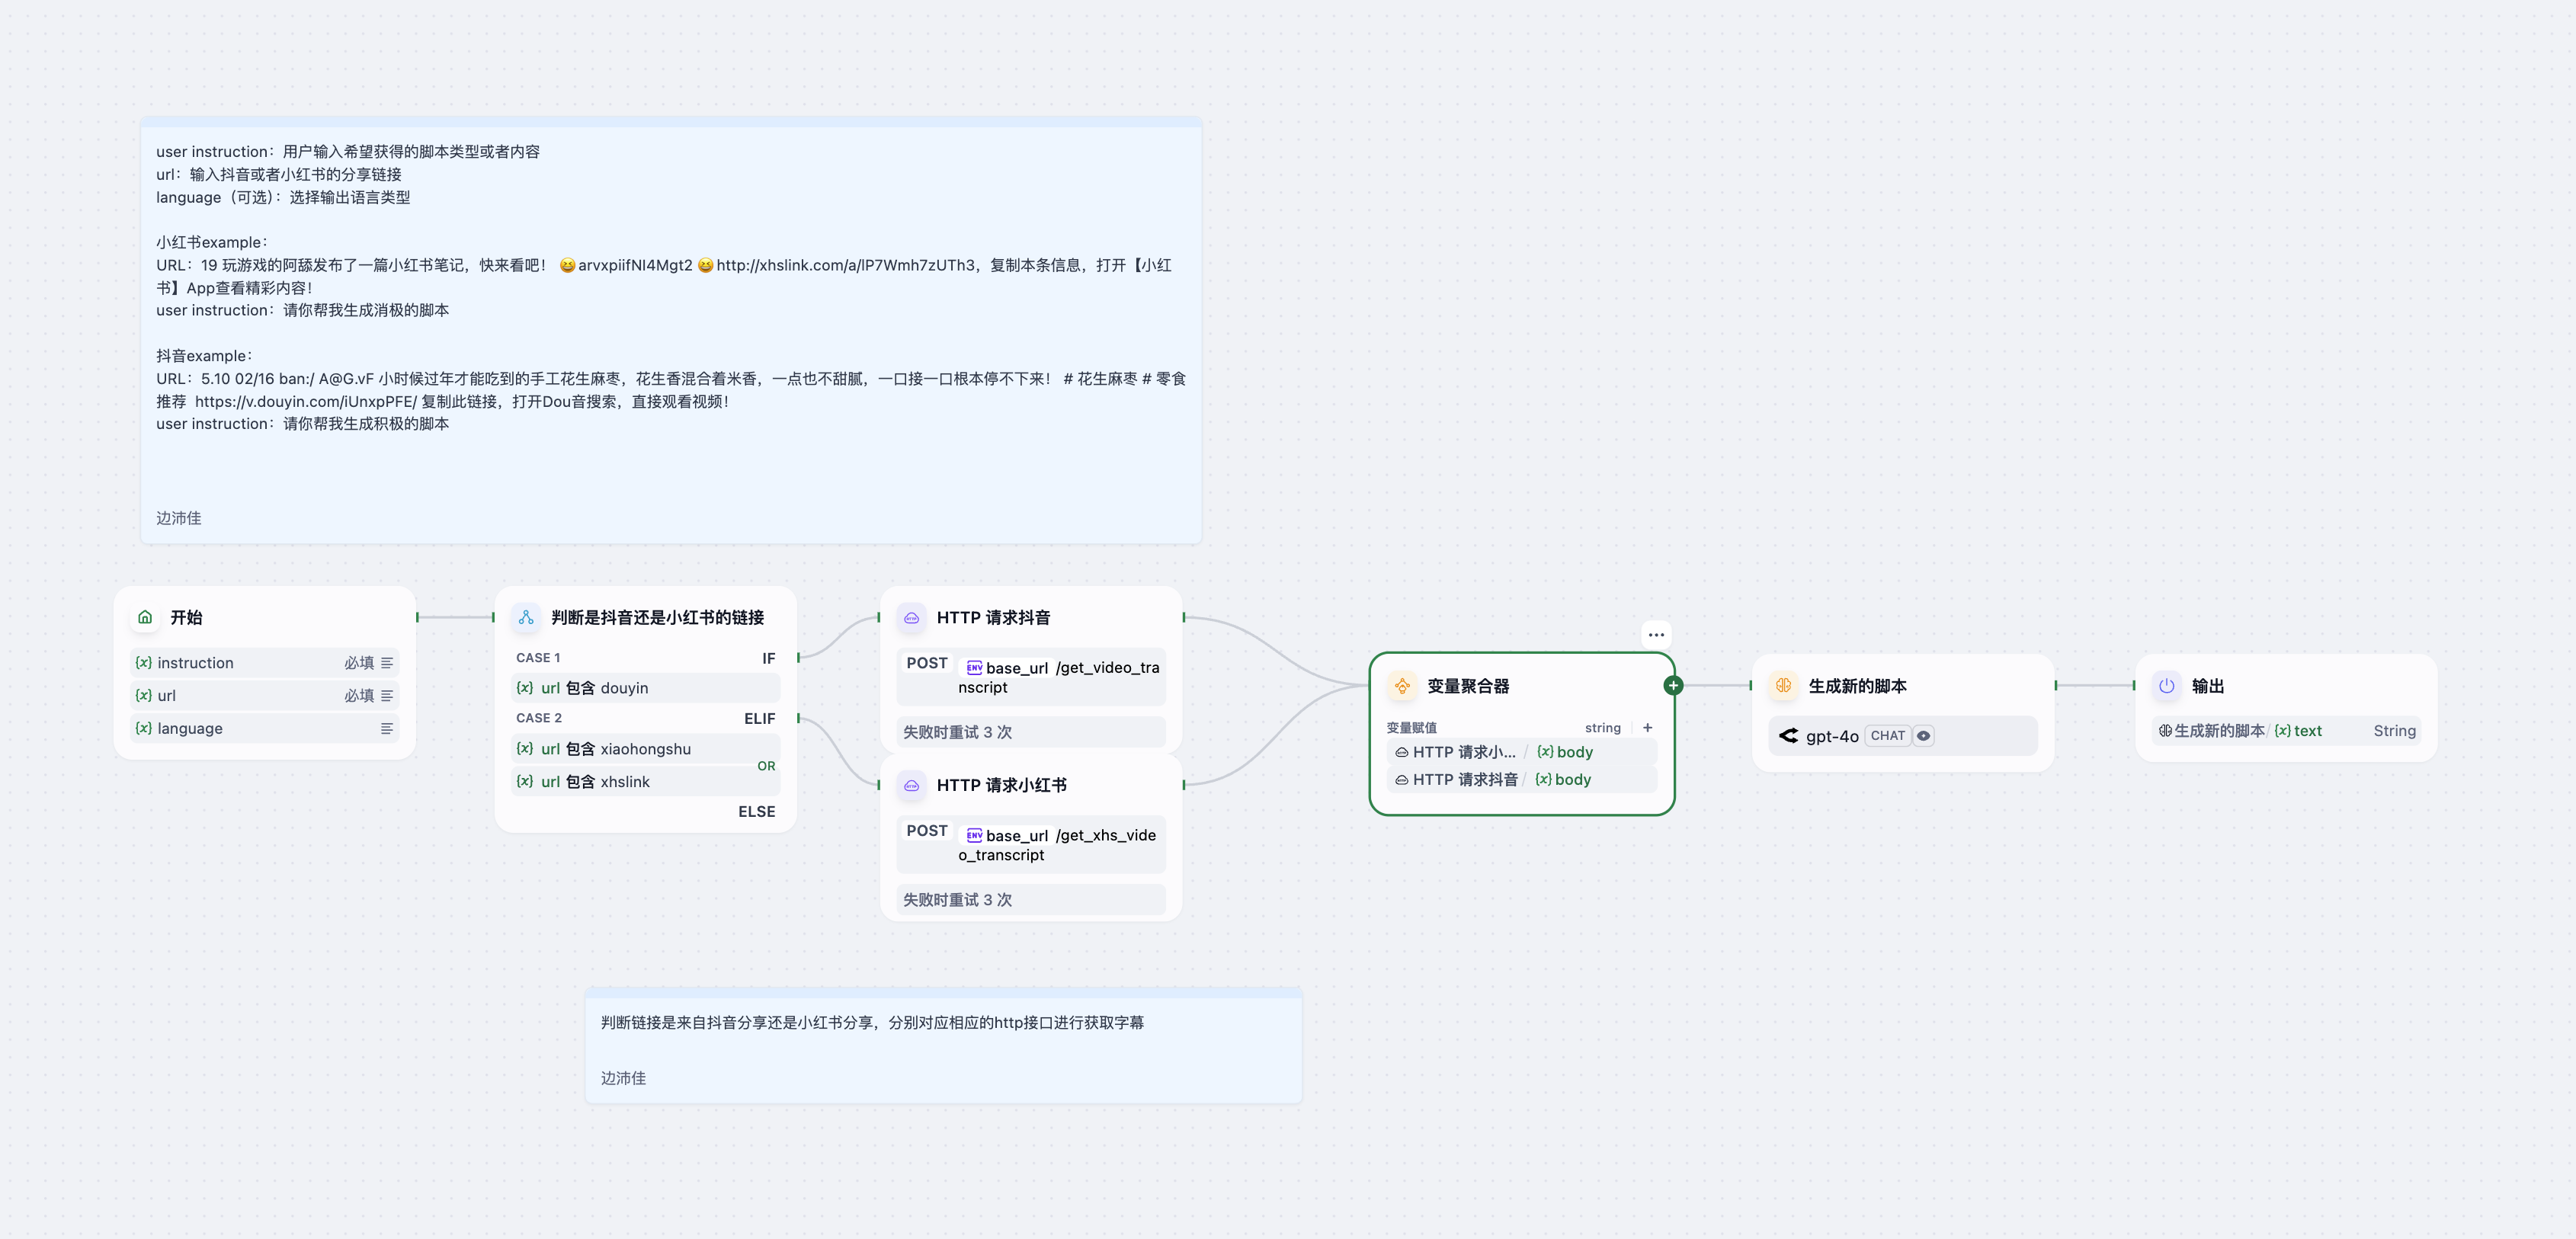 user instruction：用户输入希望获得的脚本类型或者内容
url：输入抖音或者小红书的分享链接
language（可选）：选择输出语言类型
小红书example：
URL：19 玩游戏的阿舔发布了一篇小红书笔记，快来看吧！ 😆arvxpiifNI4Mgt2 😆http://xhslink.com/a/lP7Wmh7zUTh3，复制本条信息，打开【小红
书】App查看精彩内容！
user instruction：请你帮我生成消极的脚本
抖音example：
URL：5.10 02/16 ban:/ A@G.vF 小时候过年才能吃到的手工花生麻枣，花生香混合着米香，一点也不甜腻，一口接一口根本停不下来！ # 花生麻枣 # 零食
推荐 https://v.douyin.com/iUnxpPFE/ 复制此链接，打开Dou音搜索，直接观看视频！
user instruction：请你帮我生成积极的脚本
边沛佳
开始
{x} instruction 必填
{x} url 必填
{x} language
判断是抖音还是小红书的链接
CASE 1 IF
{x} url 包含 douyin
CASE 2 ELIF
{x} url 包含 xiaohongshu
OR
{x} url 包含 xhslink
ELSE
HTTP 请求抖音
POST ENV base_url /get_video_tra
nscript
失败时重试 3 次
HTTP 请求小红书
POST ENV base_url /get_xhs_vide
o_transcript
失败时重试 3 次
变量聚合器
变量赋值 string +
HTTP 请求小... / {x} body
HTTP 请求抖音 / {x} body
生成新的脚本
gpt-4o CHAT
输出
生成新的脚本 / {x} text String
判断链接是来自抖音分享还是小红书分享，分别对应相应的http接口进行获取字幕
边沛佳